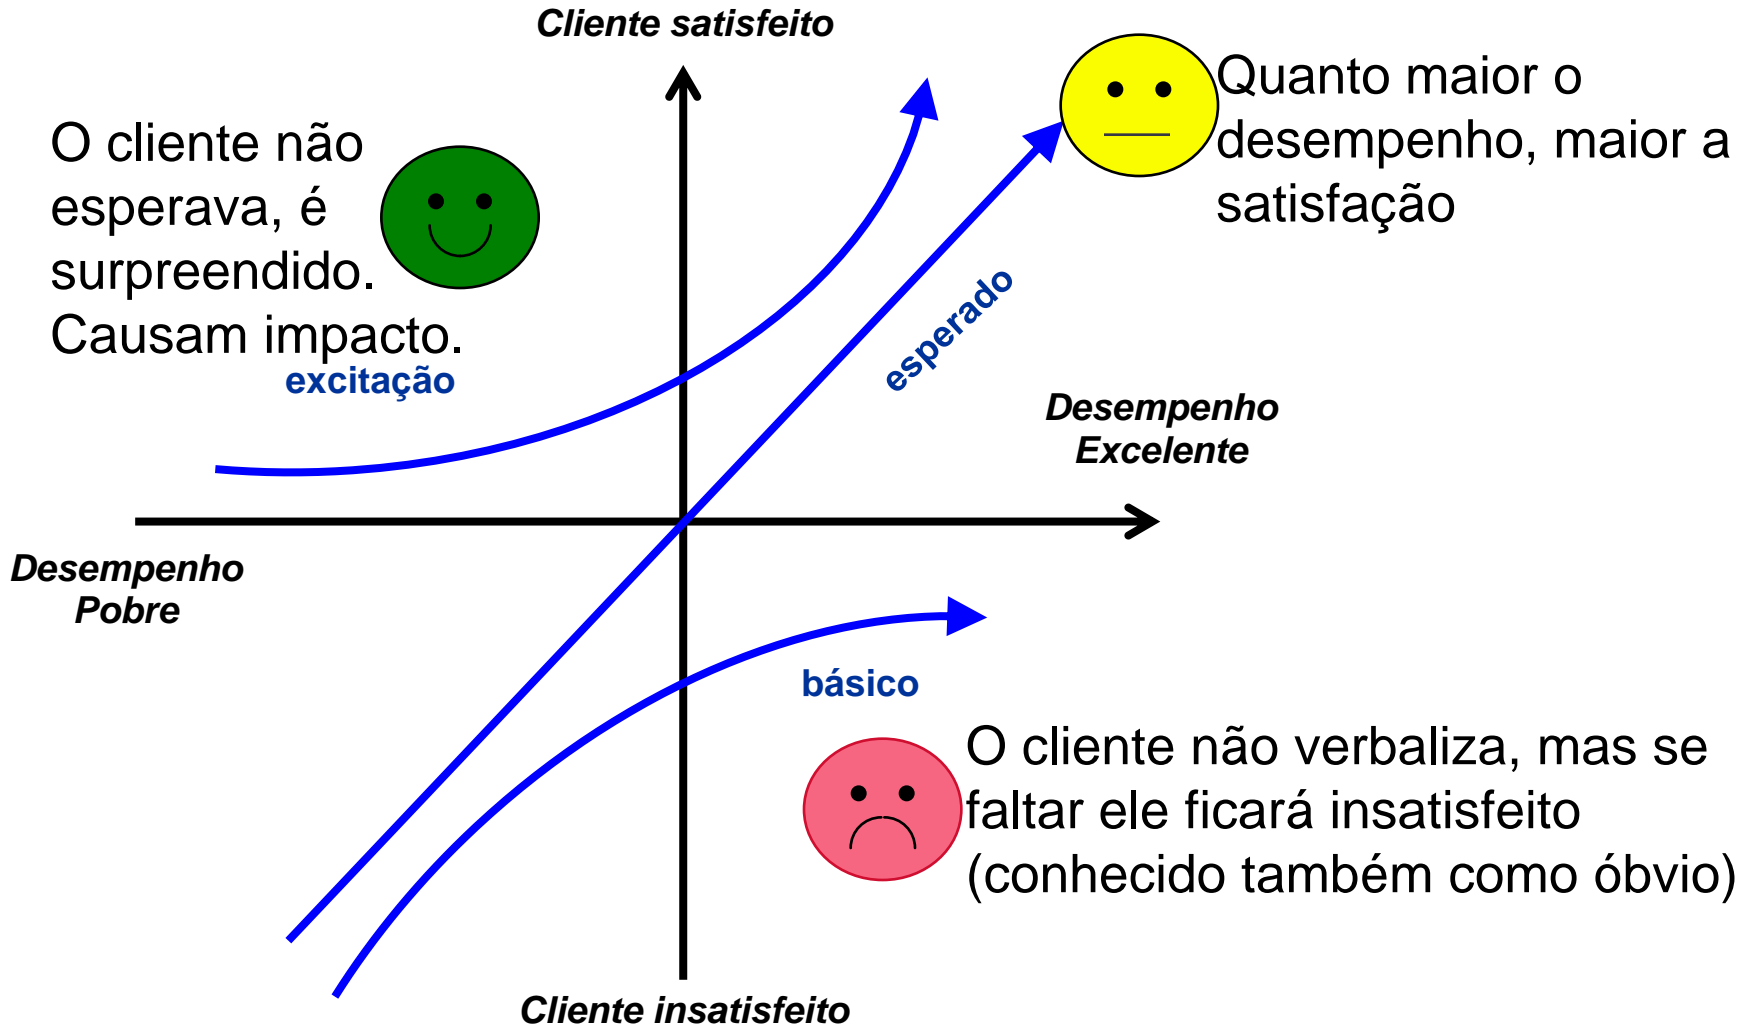 Cliente satisfeito
O cliente não
esperava, é
surpreendido.
Causam impacto.
excitação
Quanto maior o
desempenho, maior a
satisfação
esperado
Desempenho
Excelente
Desempenho
Pobre
básico
O cliente não verbaliza, mas se
faltar ele ficará insatisfeito
(conhecido também como óbvio)
Cliente insatisfeito